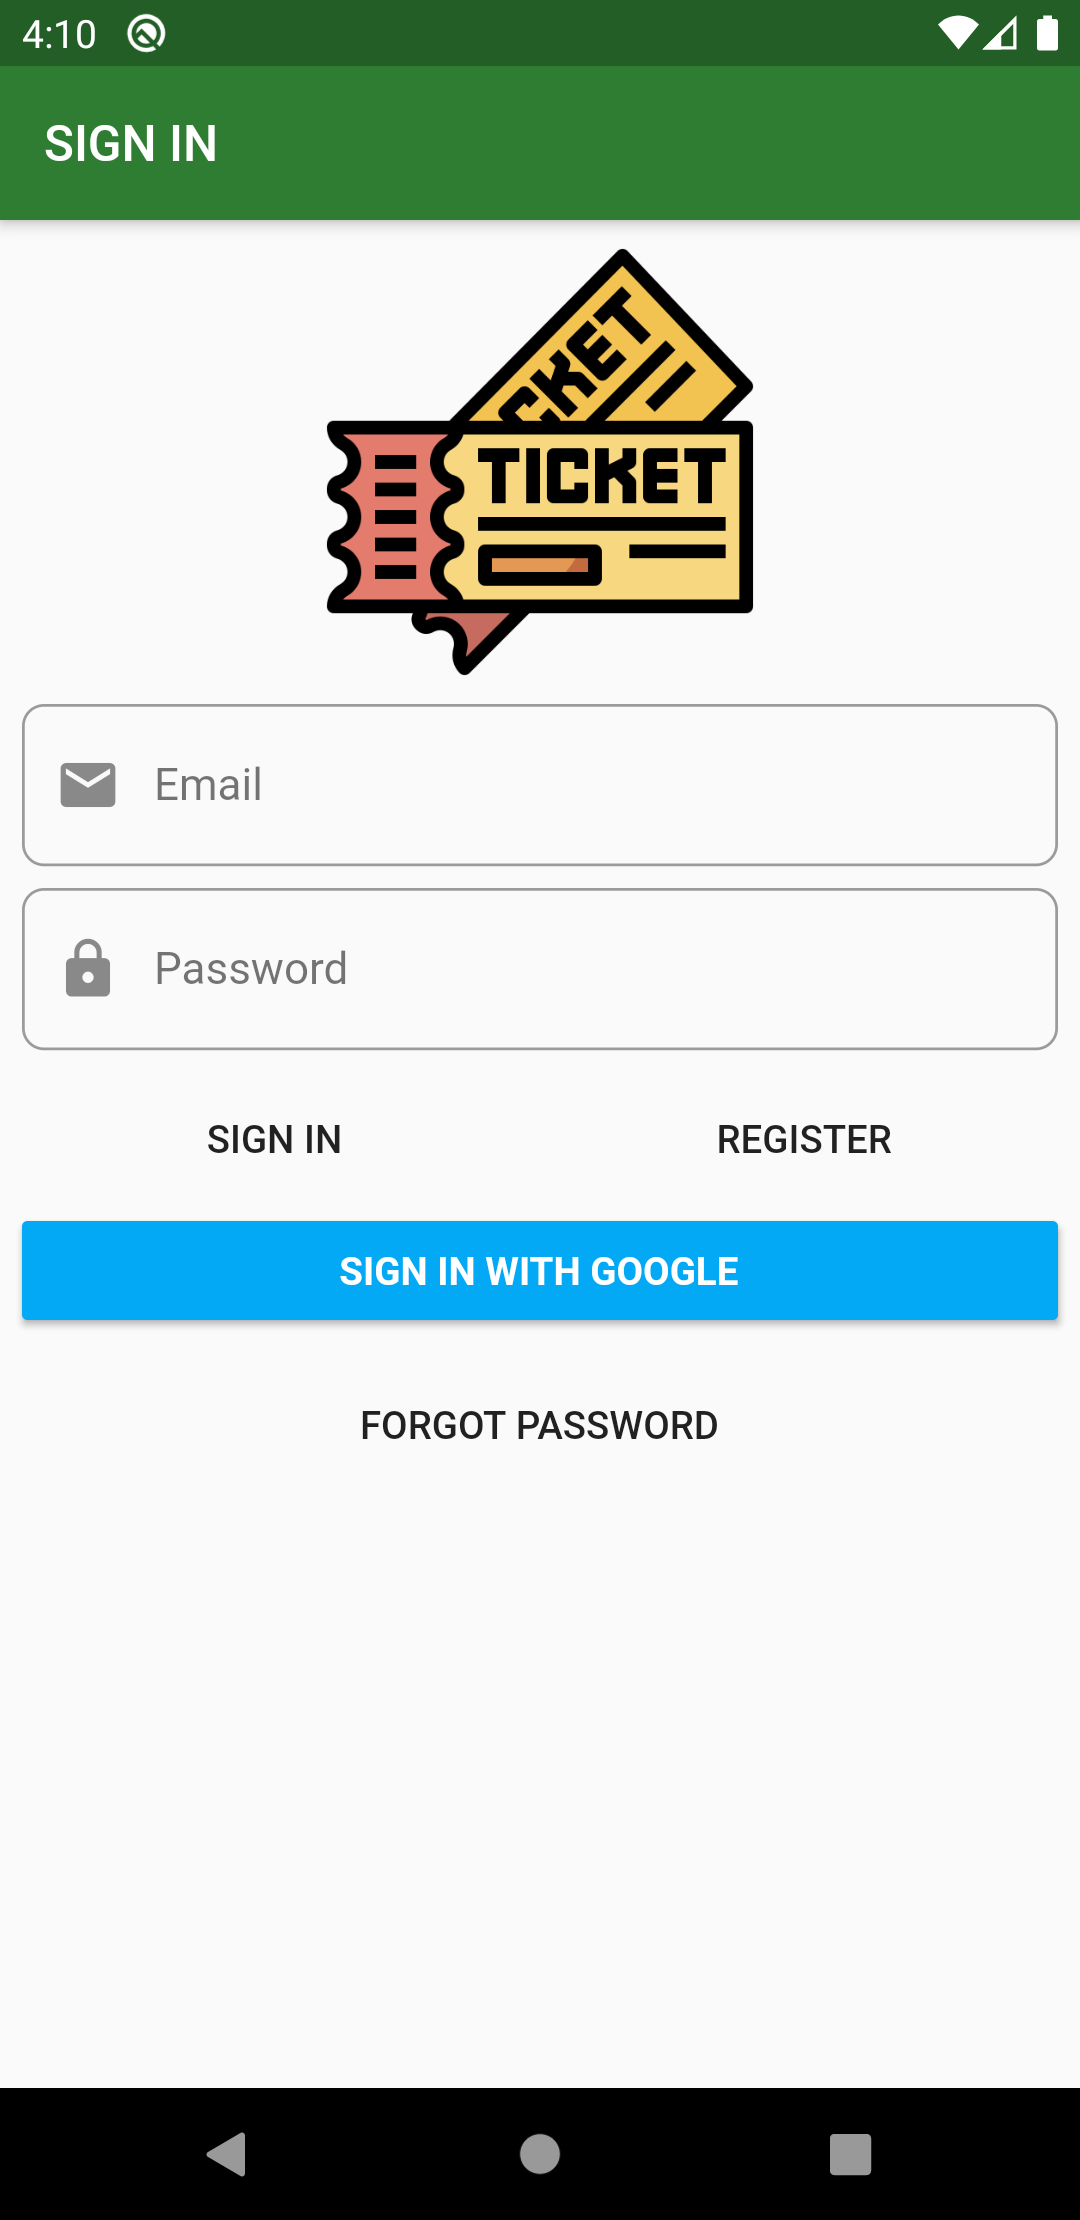 4:10
SIGN IN
CKET
TICKET
Email
Password
SIGN IN
REGISTER
SIGN IN WITH GOOGLE
FORGOT PASSWORD